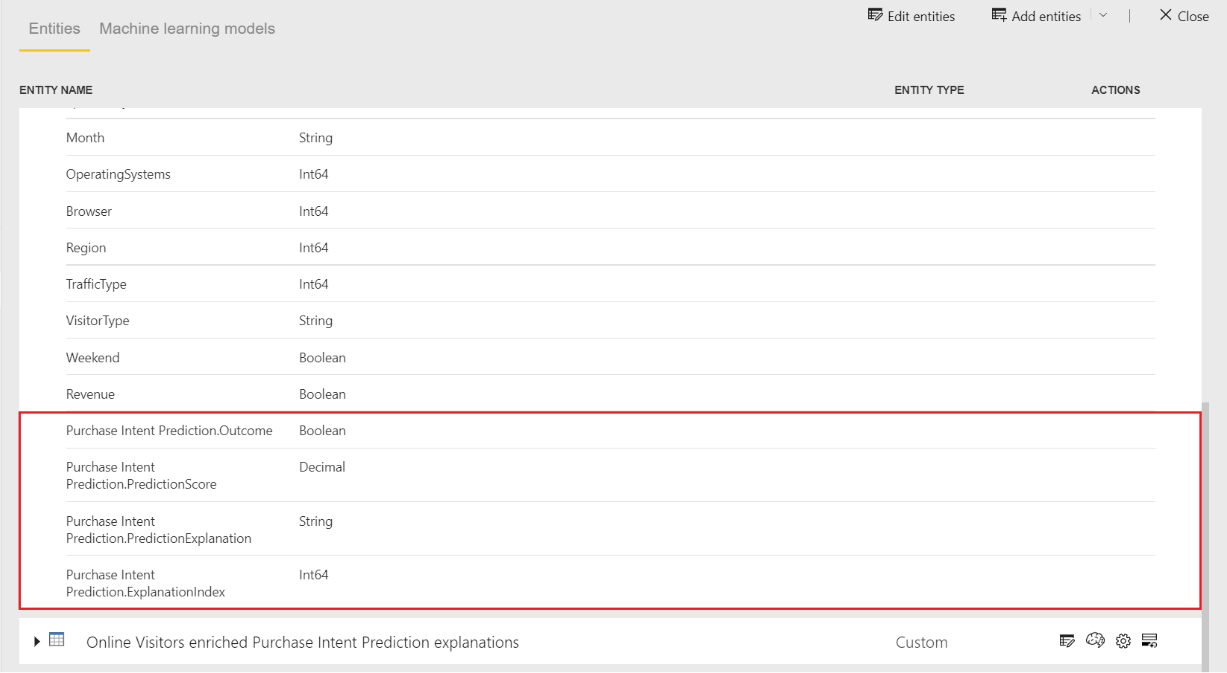 Edit entities Add entities Close
Entities Machine learning models
ENTITY NAME ENTITY TYPE ACTIONS
Month String
OperatingSystems Int64
Browser Int64
Region Int64
TrafficType Int64
VisitorType String
Weekend Boolean
Revenue Boolean
Purchase Intent Prediction.Outcome Boolean
Purchase Intent Decimal
Prediction.PredictionScore
Purchase Intent String
Prediction.PredictionExplanation
Purchase Intent Int64
Prediction.ExplanationIndex
Online Visitors enriched Purchase Intent Prediction explanations Custom